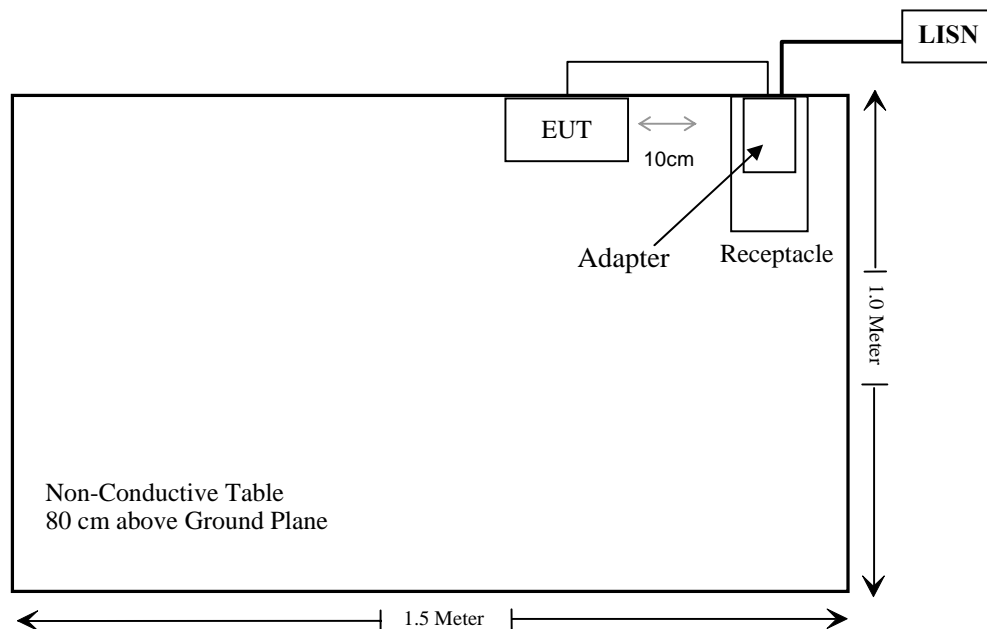 LISN
EUT
10cm
Adapter
Receptacle
1.0 Meter
Non-Conductive Table
80 cm above Ground Plane
1.5 Meter